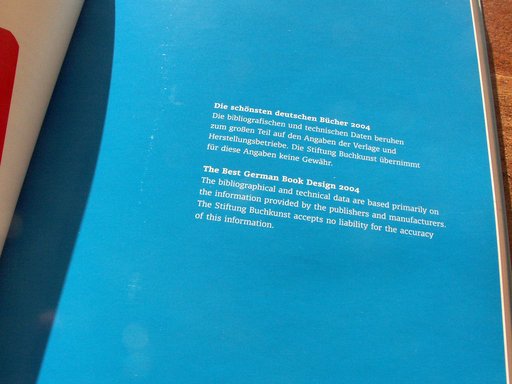 Die schönsten deutschen Bücher 2004
Die bibliografischen und technischen Daten beruhen
zum großen Teil auf den Angaben der Verlage und
Herstellungsbetriebe. Die Stiftung Buchkunst übernimmt
für diese Angaben keine Gewähr.
The Best German Book Design 2004
The bibliographical and technical data are based primarily on
the information provided by the publishers and manufacturers.
The Stiftung Buchkunst accepts no liability for the accuracy
of this information.